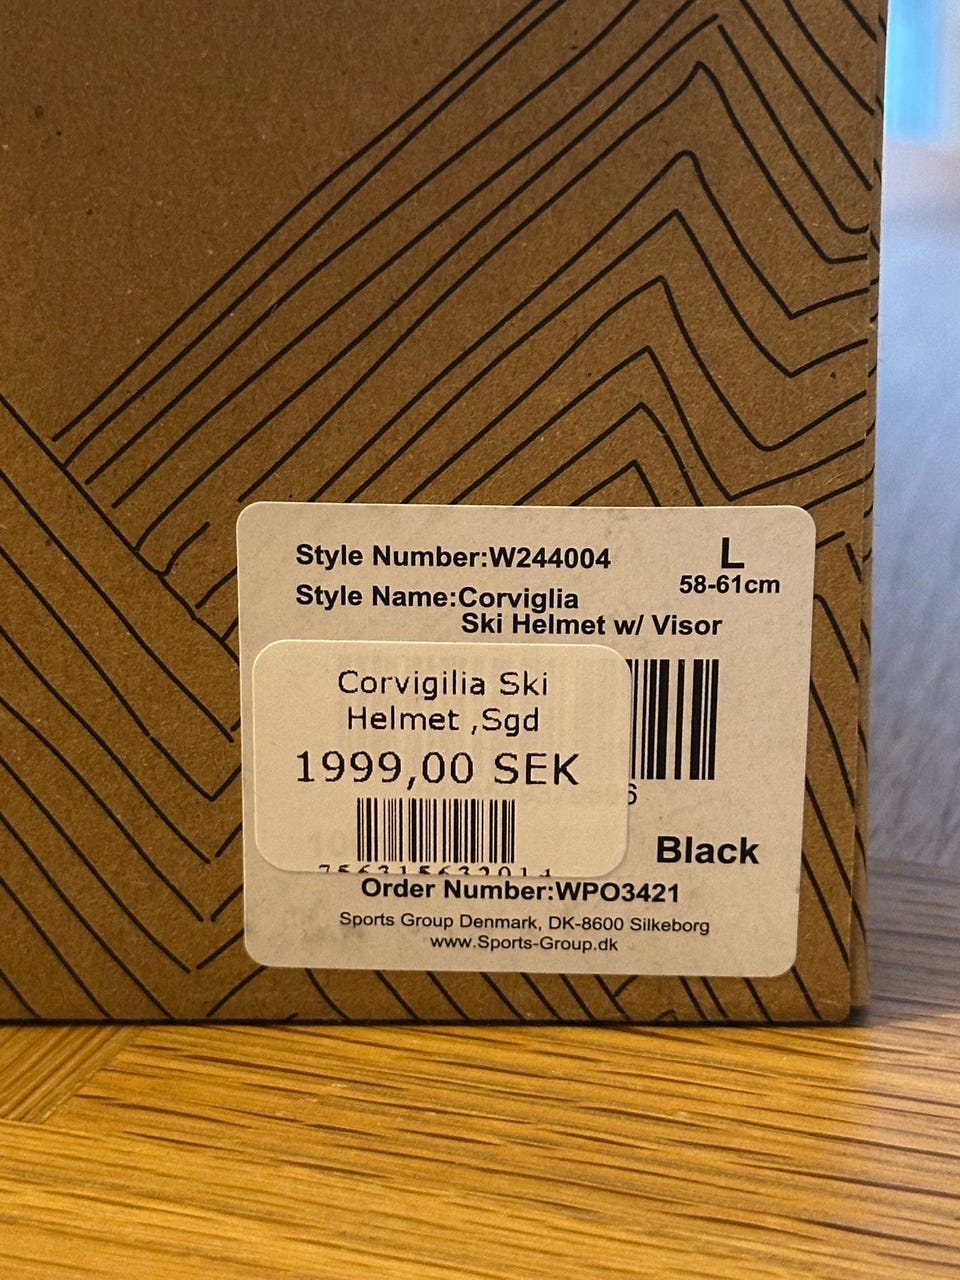 Style Number:W244004
L
58-61cm
Style Name:Corviglia
Ski Helmet w/ Visor
Corvigilia Ski
Helmet ,Sgd
1999,00 SEK
6
Black
Order Number:WPO3421
Sports Group Denmark, DK-8600 Silkeborg
www.Sports-Group.dk